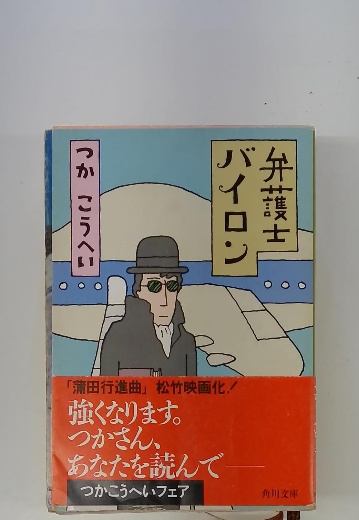 弁護士
バイロン
つか こうへい
「蒲田行進曲」松竹映画化!
強くなります。
つかさん、
あなたを読んで——
つかこうへいフェア
角川文庫